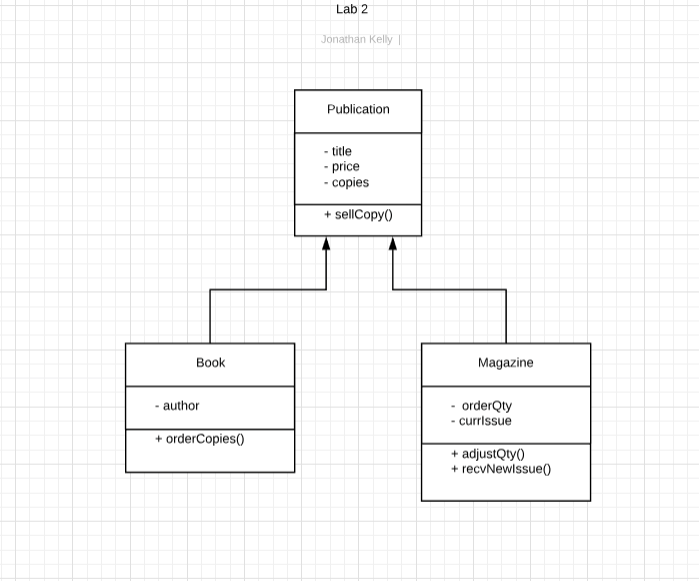 Lab 2
Jonathan Kelly |
Publication
- title
- price
- copies
+ sellCopy()
Book
- author
+ orderCopies()
Magazine
- orderQty
- currIssue
+ adjustQty()
+ recvNewIssue()